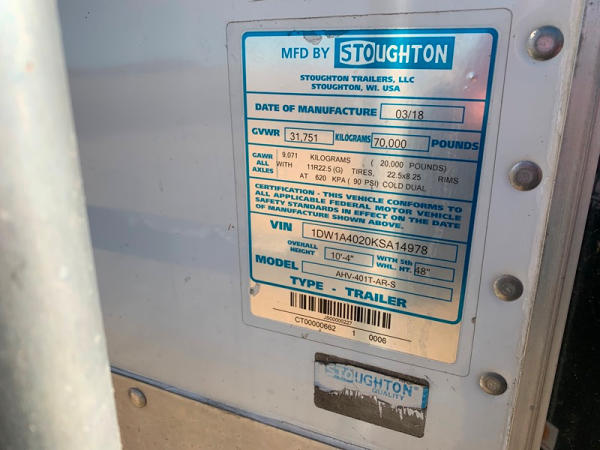 MFD BY STOUGHTON
STOUGHTON TRAILERS, LLC
STOUGHTON, WI. USA
DATE OF MANUFACTURE 03/18
GVWR 31,751 KILOGRAMS 70,000 POUNDS
GAWR 9,071 KILOGRAMS ( 20,000 POUNDS)
ALL WITH 11R22.5 (G) TIRES, 22.5x8.25 RIMS
AXLES AT 620 KPA ( 90 PSI) COLD DUAL
CERTIFICATION - THIS VEHICLE CONFORMS TO
ALL APPLICABLE FEDERAL MOTOR VEHICLE
SAFETY STANDARDS IN EFFECT ON THE DATE
OF MANUFACTURE SHOWN ABOVE.
VIN 1DW1A4020KSA14978
OVERALL HEIGHT 10'-4" WITH 5th WHL. HT. 48"
MODEL AHV-401T-AR-S
TYPE - TRAILER
CT00000662 1 0006
STOUGHTON
QUALITY